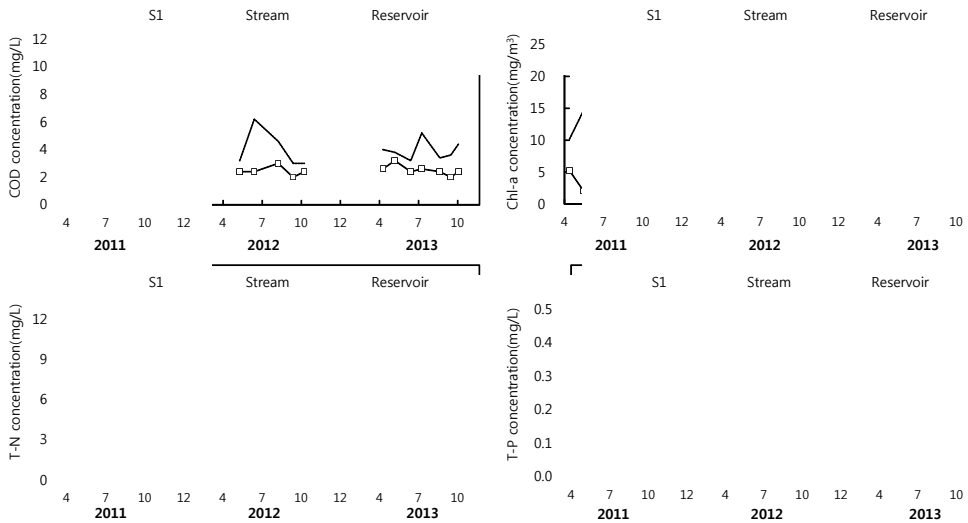 S1 Stream Reservoir
COD concentration(mg/L)
12
10
8
6
4
2
0
4 7 10 12 4 7 10 12 4 7 10
2011 2012 2013
S1 Stream Reservoir
Chl-a concentration(mg/m³)
25
20
15
10
5
0
4 7 10 12 4 7 10 12 4 7 10
2011 2012 2013
S1 Stream Reservoir
T-N concentration(mg/L)
12
9
6
3
0
4 7 10 12 4 7 10 12 4 7 10
2011 2012 2013
S1 Stream Reservoir
T-P concentration(mg/L)
0.5
0.4
0.3
0.2
0.1
0.0
4 7 10 12 4 7 10 12 4 7 10
2011 2012 2013